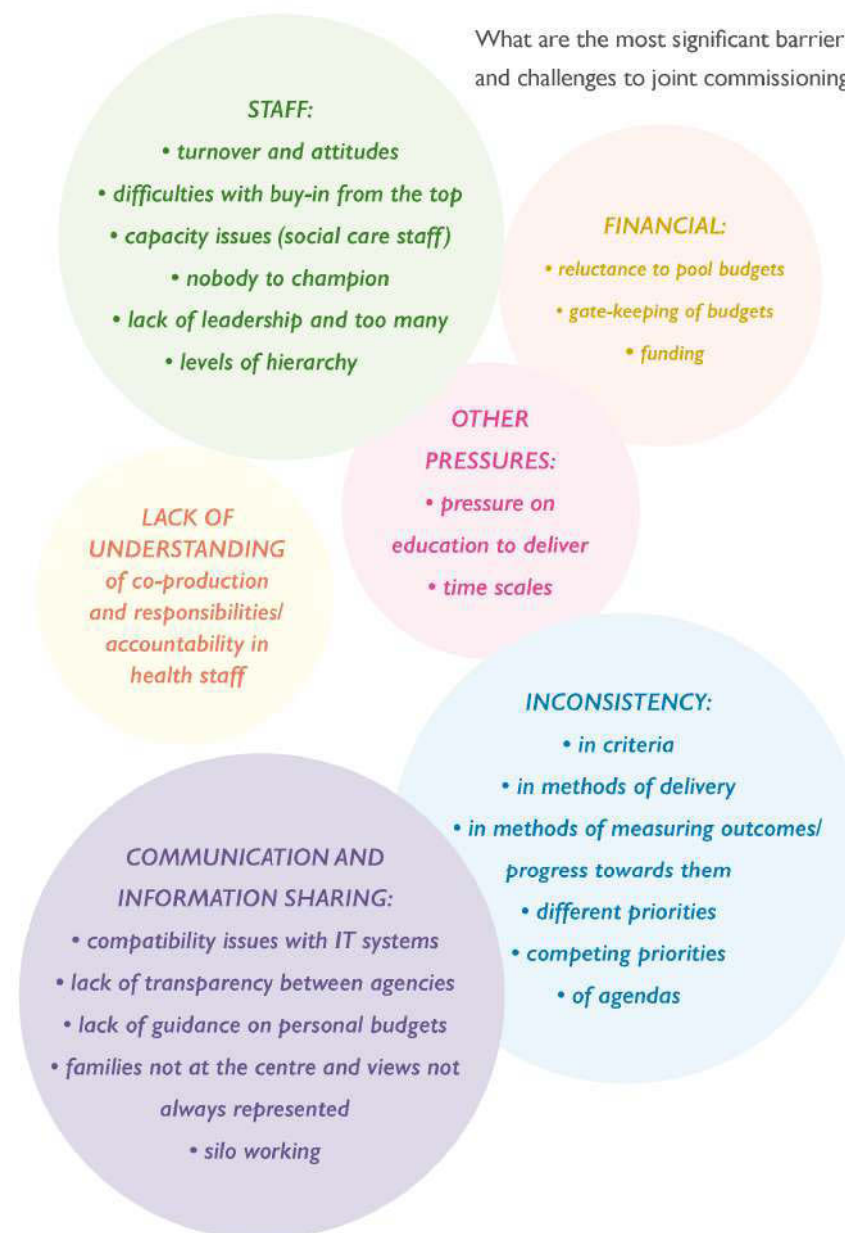 What are the most significant barrier
and challenges to joint commissioning
STAFF:
• turnover and attitudes
• difficulties with buy-in from the top
• capacity issues (social care staff)
• nobody to champion
• lack of leadership and too many
• levels of hierarchy
FINANCIAL:
• reluctance to pool budgets
• gate-keeping of budgets
• funding
OTHER
PRESSURES:
• pressure on
education to deliver
• time scales
LACK OF
UNDERSTANDING
of co-production
and responsibilities/
accountability in
health staff
INCONSISTENCY:
• in criteria
• in methods of delivery
• in methods of measuring outcomes/
progress towards them
• different priorities
• competing priorities
• of agendas
COMMUNICATION AND
INFORMATION SHARING:
• compatibility issues with IT systems
• lack of transparency between agencies
• lack of guidance on personal budgets
• families not at the centre and views not
always represented
• silo working